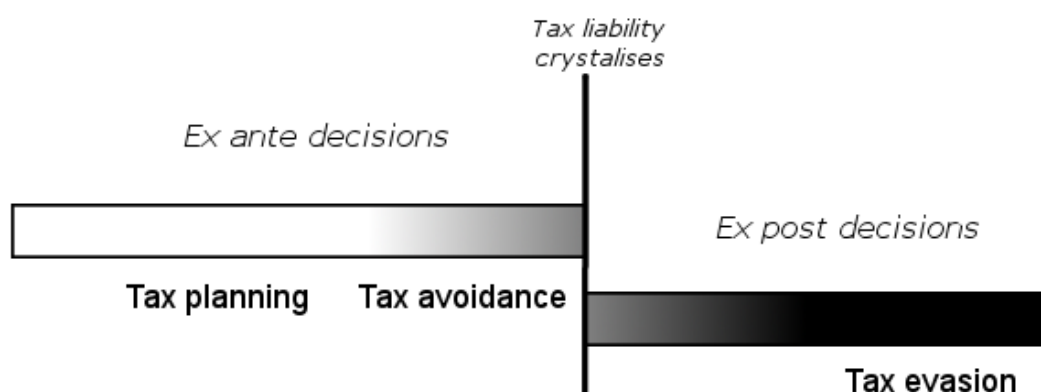 Tax liability
crystalises
Ex ante decisions
Ex post decisions
Tax planning
Tax avoidance
Tax evasion